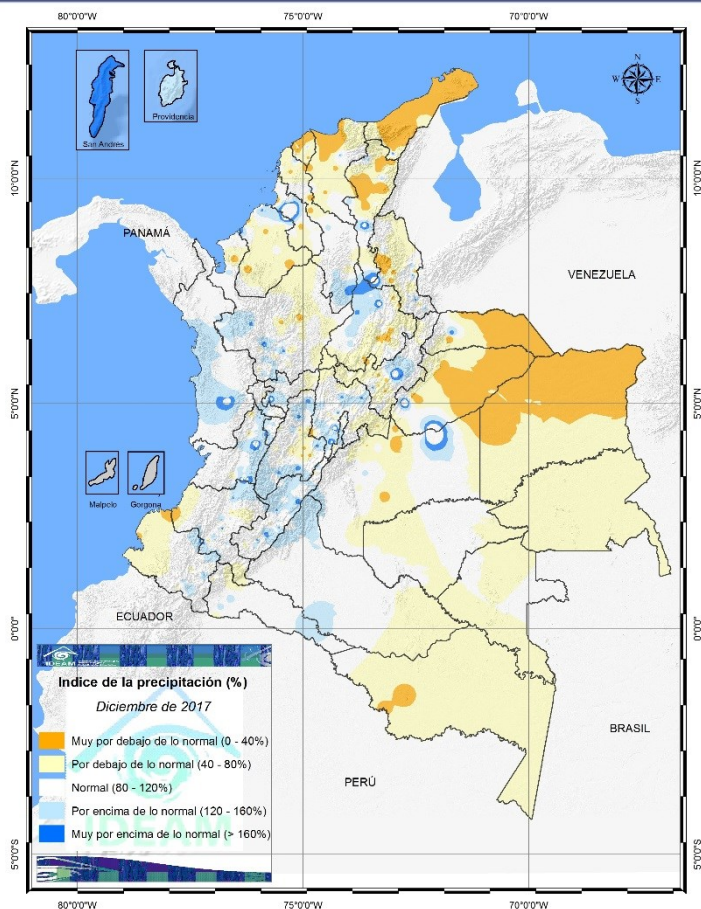 80°0'0"W 75°0'0"W 70°0'0"W
N
W E
S
San Andrés
Providencia
10°0'0"N 10°0'0"N
PANAMÁ
VENEZUELA
5°0'0"N 5°0'0"N
Malpelo
Gorgona
ECUADOR
0°0'0" 0°0'0"
IDEAM
Indice de la precipitación (%)
Diciembre de 2017
Muy por debajo de lo normal (0 - 40%)
Por debajo de lo normal (40 - 80%)
Normal (80 - 120%)
Por encima de lo normal (120 - 160%)
Muy por encima de lo normal (> 160%)
IDEAM
BRASIL
PERÚ
5°0'0"S 5°0'0"S
80°0'0"W 75°0'0"W 70°0'0"W